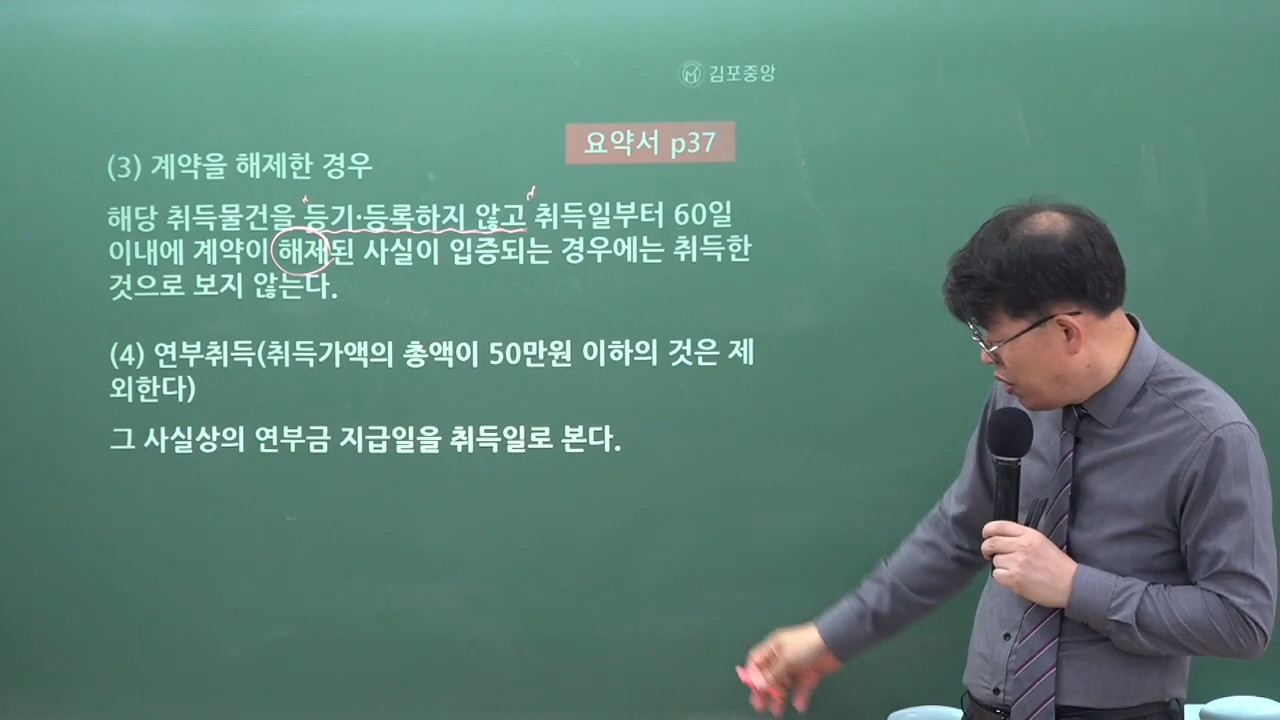 김포중앙
요약서 p37
(3) 계약을 해제한 경우
해당 취득물건을 등기·등록하지 않고 취득일부터 60일
이내에 계약이 해제된 사실이 입증되는 경우에는 취득한
것으로 보지 않는다.
(4) 연부취득(취득가액의 총액이 50만원 이하의 것은 제
외한다)
그 사실상의 연부금 지급일을 취득일로 본다.